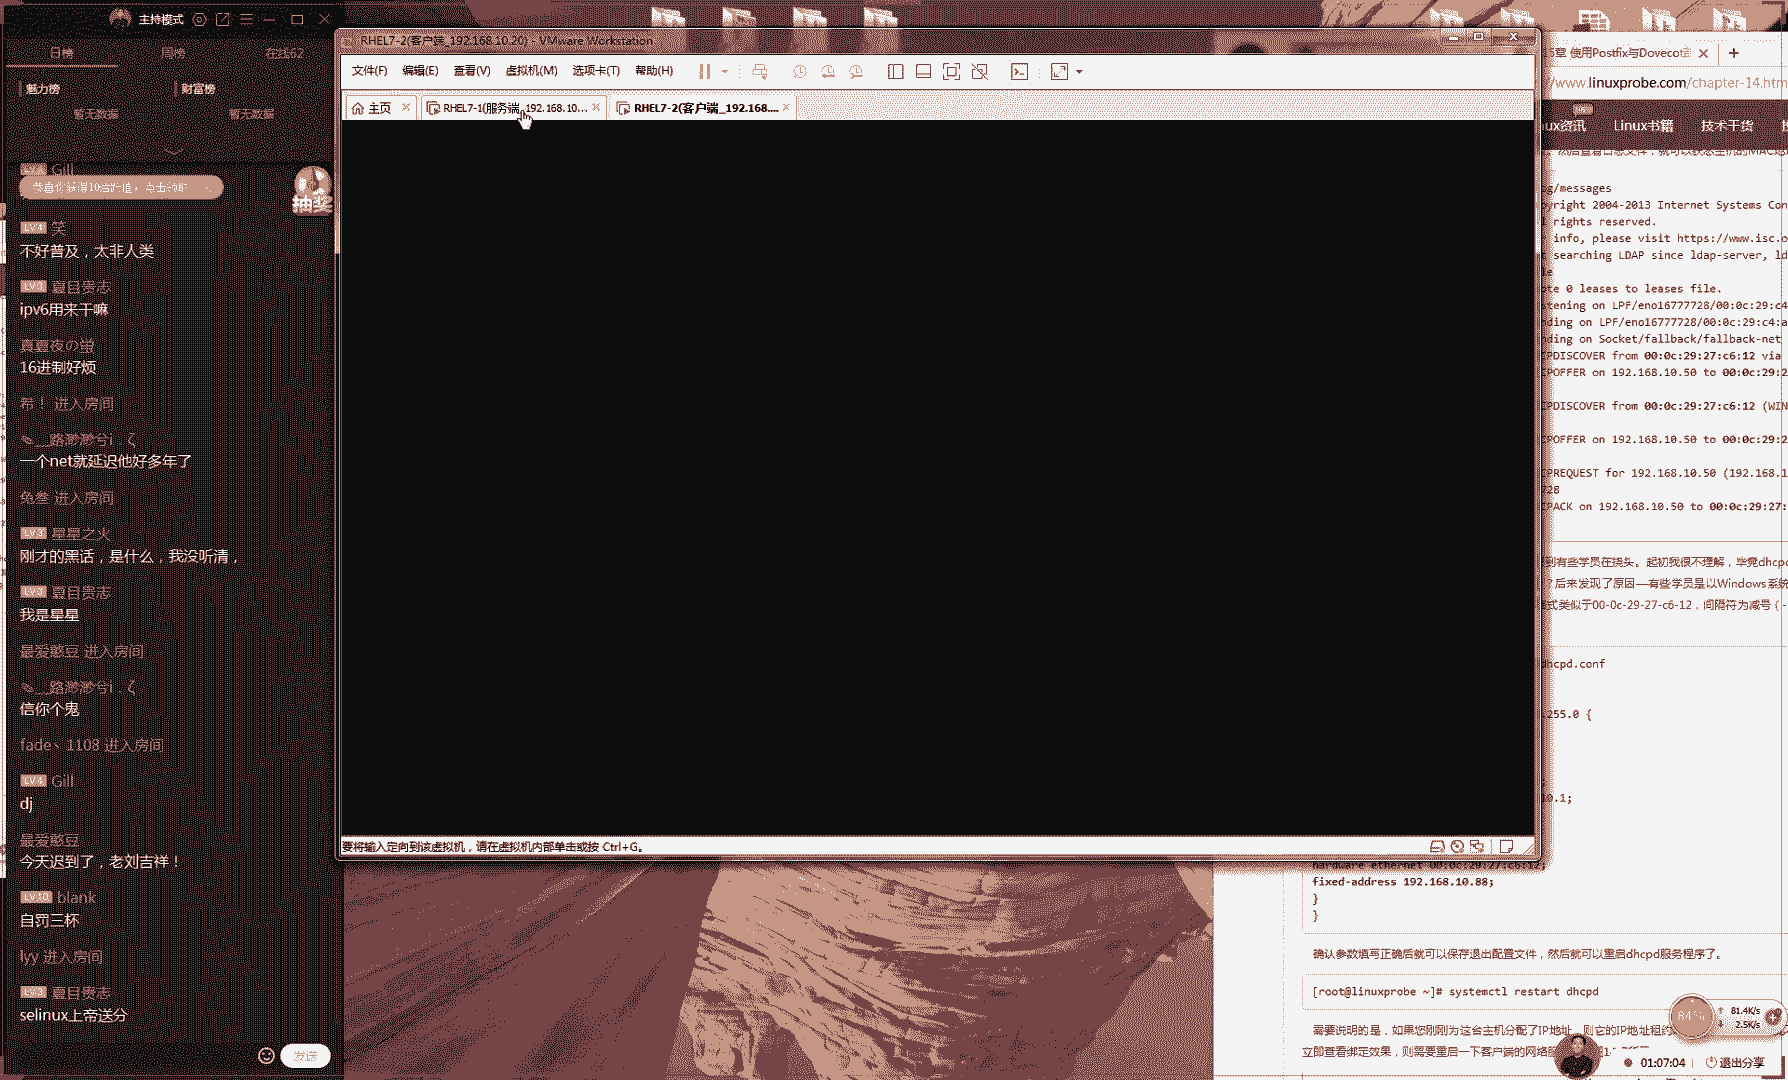 主持模式
日榜 周榜 在线62
魅力榜 财富榜
暂无数据 暂无数据
LV4 Gill
抽奖
LV4 笑
不好普及，太非人类
LV3 夏目贵志
ipv6用来干嘛
真夏夜の蛍
16进制好烦
希！ 进入房间
一个net就延迟他好多年了
兔叁 进入房间
LV3 星星之火
刚才的黑话，是什么，我没听清，
LV3 夏目贵志
我是星星
最爱憨豆 进入房间
信你个鬼
fade丶1108 进入房间
LV4 Gill
dj
最爱憨豆
今天迟到了，老刘吉祥！
LV10 blank
自罚三杯
lyy 进入房间
LV3 夏目贵志
selinux上帝送分
发送
RHEL7-2(客户端_192.168.10.20) - VMware Workstation
文件(F) 编辑(E) 查看(V) 虚拟机(M) 选项卡(T) 帮助(H)
主页 RHEL7-1(服务端_192.168.10... RHEL7-2(客户端_192.168....
要将输入定向到该虚拟机，请在虚拟机内部单击或按 Ctrl+G。
章 使用Postfix与Dovecot
//www.linuxprobe.com/chapter-14.htm
ux资讯 Linux书籍 技术干货
g/messages
yright 2004-2013 Internet Systems Con
l rights reserved.
info, please visit https://www.isc.o
t searching LDAP since ldap-server, ld
le
ote 0 leases to leases file.
stening on LPF/eno16777728/00:0c:29:c4
nding on LPF/eno16777728/00:0c:29:c4:a
nding on Socket/fallback/fallback-net
CPDISCOVER from 00:0c:29:27:c6:12 via
CPOFFER on 192.168.10.50 to 00:0c:29:2
CPDISCOVER from 00:0c:29:27:c6:12 (WIN
CPOFFER on 192.168.10.50 to 00:0c:29:2
CPREQUEST for 192.168.10.50 (192.168.1
728
CPACK on 192.168.10.50 to 00:0c:29:27:
到有些学员在挠头。起初我很不理解，毕竟dhcpd
？后来发现了原因—有些学员是以Windows系统
式类似于00-0c-29-27-c6-12，间隔符为减号（-
dhcpd.conf
.255.0 {
10.1;
hardware ethernet 00:0c:29:27:c6:12;
fixed-address 192.168.10.88;
}
}
确认参数填写正确后就可以保存退出配置文件，然后就可以重启dhcpd服务程序了。
[root@linuxprobe ~]# systemctl restart dhcpd
需要说明的是，如果您刚刚为这台主机分配了IP地址，则它的IP地址租约
立即查看绑定效果，则需要重启一下客户端的网络服
84%
81.4K/s
2.5K/s
01:07:04 退出分享